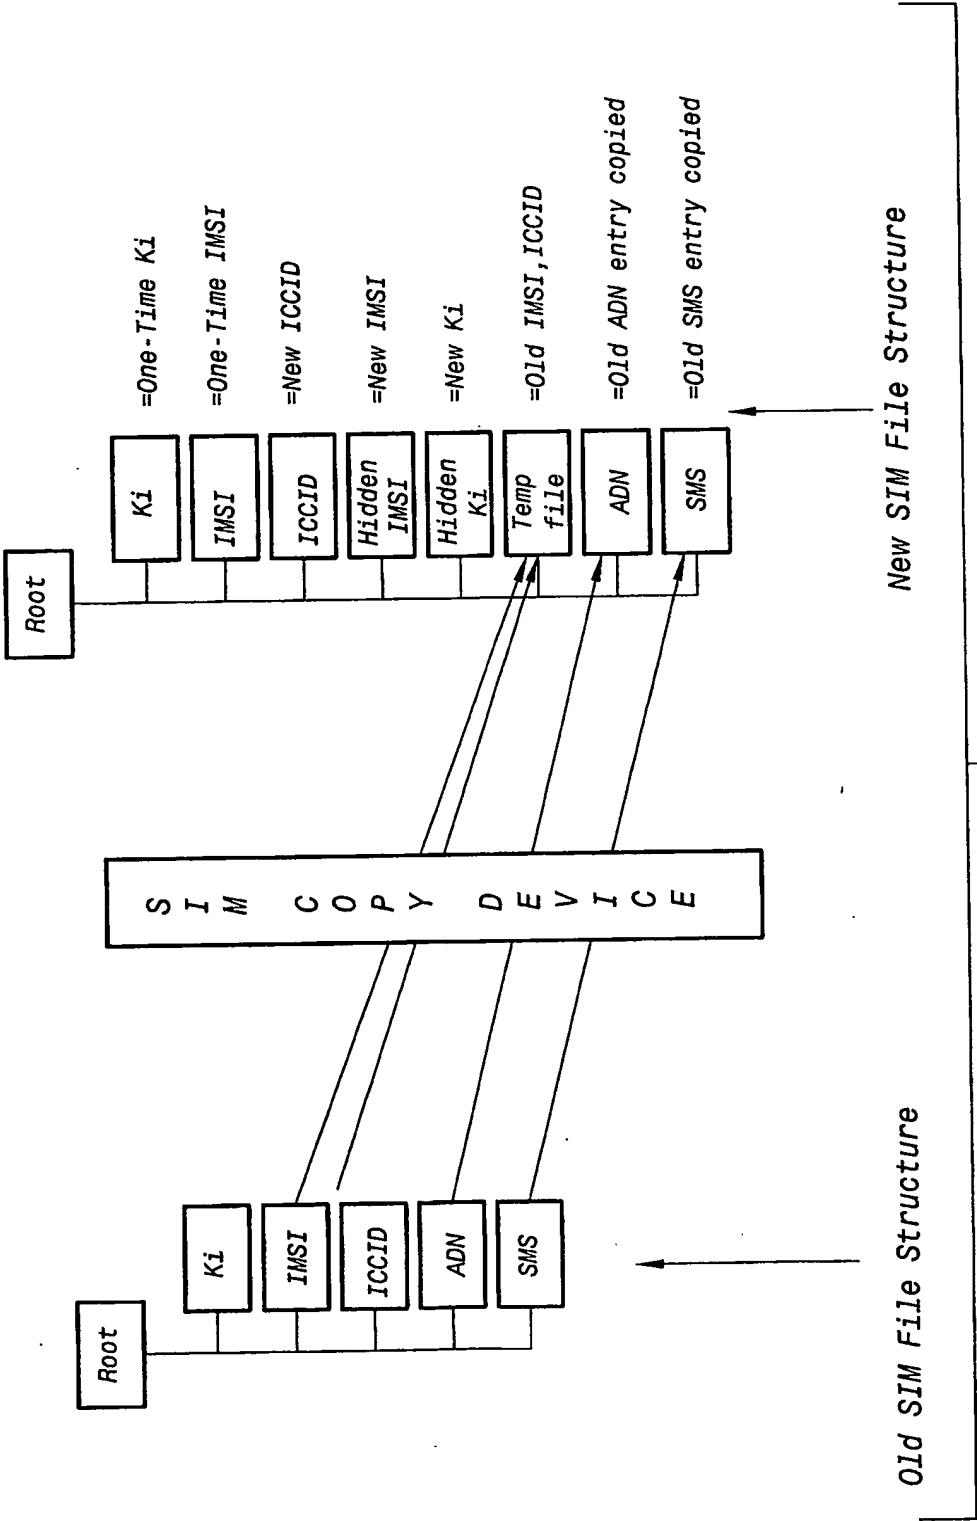 Root
Ki
IMSI
ICCID
ADN
SMS
Old SIM File Structure
SIM COPY DEVICE
Root
Ki
=One-Time Ki
IMSI
=One-Time IMSI
ICCID
=New ICCID
Hidden
IMSI
=New IMSI
Hidden
Ki
=New Ki
Temp
file
=Old IMSI,ICCID
ADN
=Old ADN entry copied
SMS
=Old SMS entry copied
New SIM File Structure